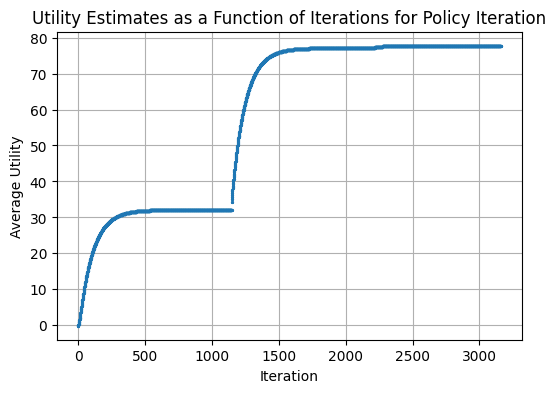 Utility Estimates as a Function of Iterations for Policy Iteration
80
70
60
50
40
30
20
10
0
Average Utility
0 500 1000 1500 2000 2500 3000
Iteration